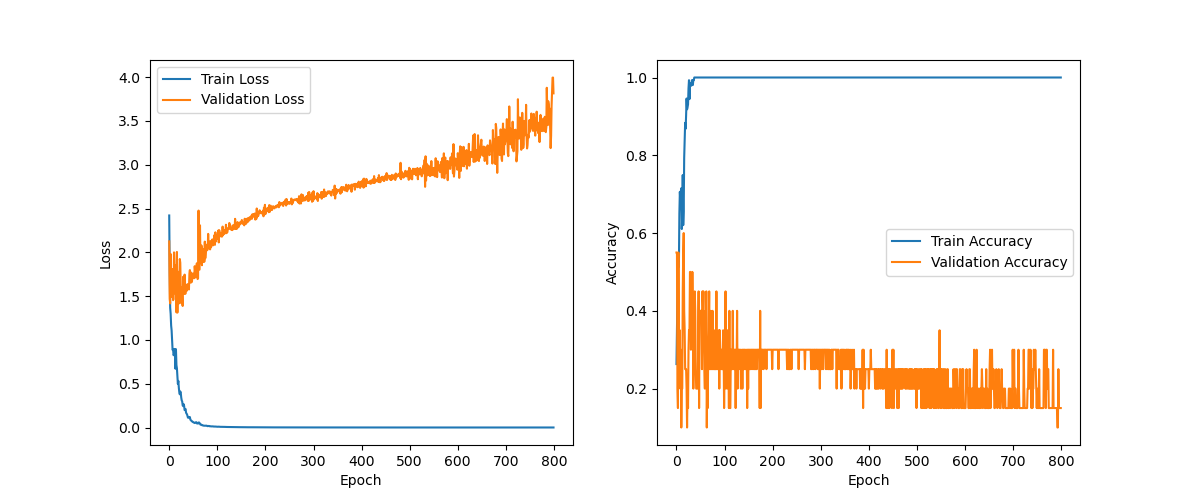 4.0
3.5
3.0
2.5
2.0
1.5
1.0
0.5
0.0
Loss
Train Loss
Validation Loss
0 100 200 300 400 500 600 700 800
Epoch
1.0
0.8
0.6
0.4
0.2
Accuracy
Train Accuracy
Validation Accuracy
0 100 200 300 400 500 600 700 800
Epoch